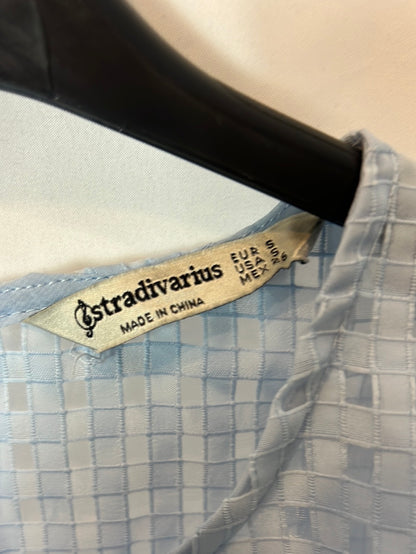 stradivarius
MADE IN CHINA
EUR S
USA S
MEX 26